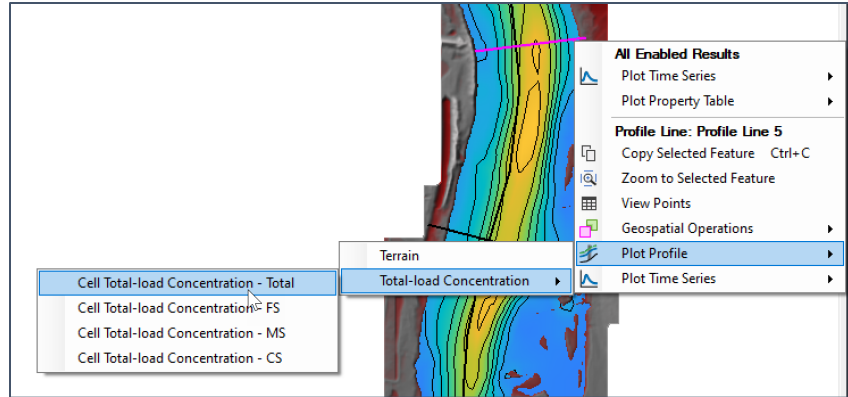 All Enabled Results
Plot Time Series
Plot Property Table
Profile Line: Profile Line 5
Copy Selected Feature Ctrl+C
Zoom to Selected Feature
View Points
Geospatial Operations
Plot Profile
Plot Time Series
Terrain
Total-load Concentration
Cell Total-load Concentration - Total
Cell Total-load Concentration - FS
Cell Total-load Concentration - MS
Cell Total-load Concentration - CS